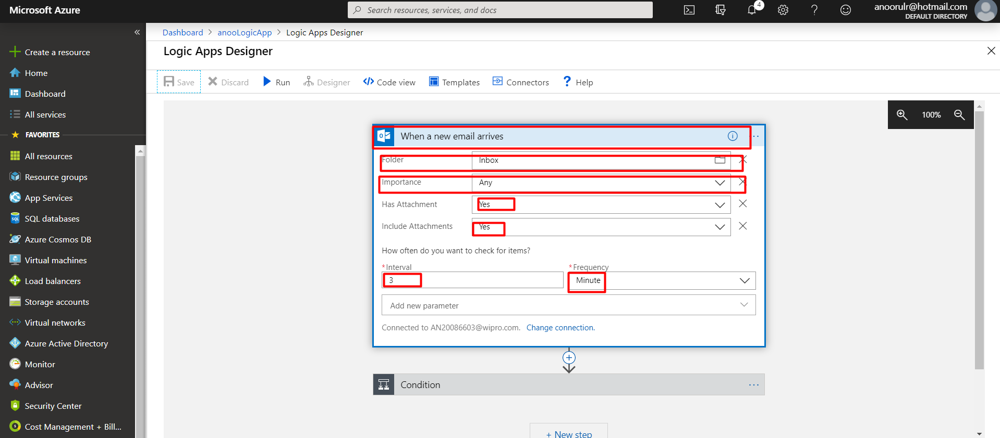 Microsoft Azure
Search resources, services, and docs
4
anoorulr@hotmail.com
DEFAULT DIRECTORY
Create a resource
Home
Dashboard
All services
FAVORITES
All resources
Resource groups
App Services
SQL databases
Azure Cosmos DB
Virtual machines
Load balancers
Storage accounts
Virtual networks
Azure Active Directory
Monitor
Advisor
Security Center
Cost Management + Bill...
Dashboard > anooLogicApp > Logic Apps Designer
Logic Apps Designer
Save Discard Run Designer Code view Templates Connectors ? Help
100%
When a new email arrives
Folder Inbox
Importance Any
Has Attachment Yes
Include Attachments Yes
How often do you want to check for items?
*Interval *Frequency
3 Minute
Add new parameter
Connected to AN20086603@wipro.com. Change connection.
Condition
+ New step